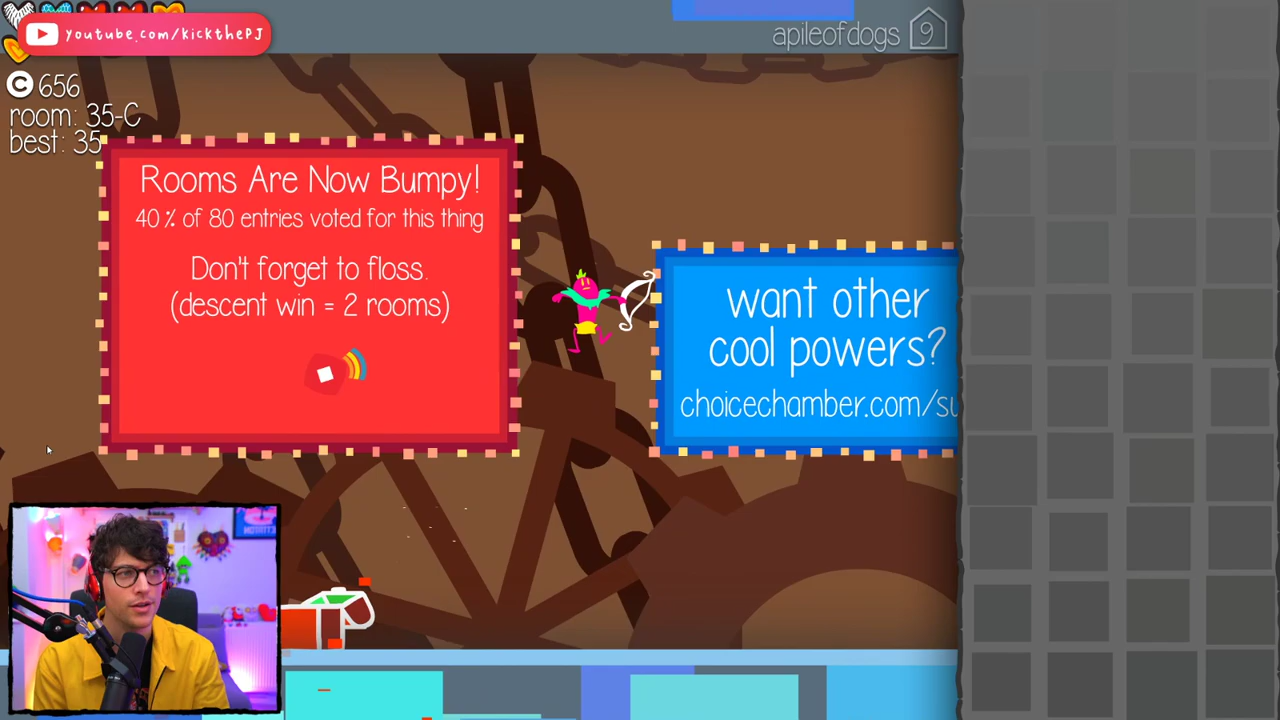 youtube.com/kickthePJ
apileofdogs 9
© 656
room: 35-C
best: 35
Rooms Are Now Bumpy!
40% of 80 entries voted for this thing
Don't forget to floss.
(descent win = 2 rooms)
want other
cool powers?
choicechamber.com/su